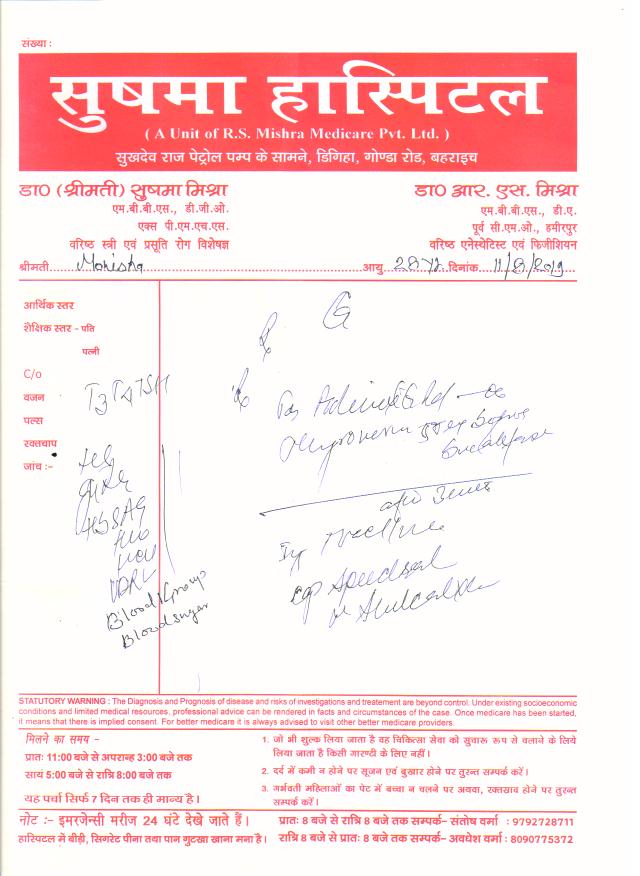 संख्या :
सुषमा हास्पिटल
( A Unit of R.S. Mishra Medicare Pvt. Ltd. )
सुखदेव राज पेट्रोल पम्प के सामने, डिगिहा, गोण्डा रोड, बहराइच
डा0 (श्रीमती) सुषमा मिश्रा
एम.बी.बी.एस., डी.जी.ओ.
एक्स पी.एम.एच.एस.
वरिष्ठ स्त्री एवं प्रसूति रोग विशेषज्ञ
डा0 आर. एस. मिश्रा
एम.बी.बी.एस., डी.ए.
पूर्व सी.एम.ओ., हमीरपुर
वरिष्ठ एनेस्थेटिस्ट एवं फिजीशियन
श्रीमती Monisha आयु 28 yr. दिनांक 11/8/2019
आर्थिक स्तर
शैक्षिक स्तर - पति
पत्नी
C/o
वजन
पल्स
रक्तचाप
जांच :-
T3 T4 TSH
HBSAG
HIV
HCV
VDRL
Blood Group
Blood sugar
STATUTORY WARNING : The Diagnosis and Prognosis of disease and risks of investigations and treatement are beyond control. Under existing socioeconomic
conditions and limited medical resources, professional advice can be rendered in facts and circumstances of the case. Once medicare has been started,
it means that there is implied consent. For better medicare it is always advised to visit other better medicare providers.
मिलने का समय -
प्रातः 11:00 बजे से अपरान्ह 3:00 बजे तक
सायं 5:00 बजे से रात्रि 8:00 बजे तक
यह पर्चा सिर्फ 7 दिन तक ही मान्य है।
1. जो भी शुल्क लिया जाता है वह चिकित्सा सेवा को सुचारू रूप से चलाने के लिये
लिया जाता है किसी गारण्टी के लिए नहीं।
2. दर्द में कमी न होने पर सूजन एवं बुखार होने पर तुरन्त सम्पर्क करें।
3. गर्भवती महिलाओं का पेट में बच्चा न चलने पर अथवा, रक्तस्राव होने पर तुरन्त
सम्पर्क करें।
नोट :- इमरजेन्सी मरीज 24 घंटे देखे जाते हैं।
हास्पिटल में बीड़ी, सिगरेट पीना तथा पान गुटखा खाना मना है।
प्रातः 8 बजे से रात्रि 8 बजे तक सम्पर्क- संतोष वर्मा : 9792728711
रात्रि 8 बजे से प्रातः 8 बजे तक सम्पर्क- अवधेश वर्मा : 8090775372